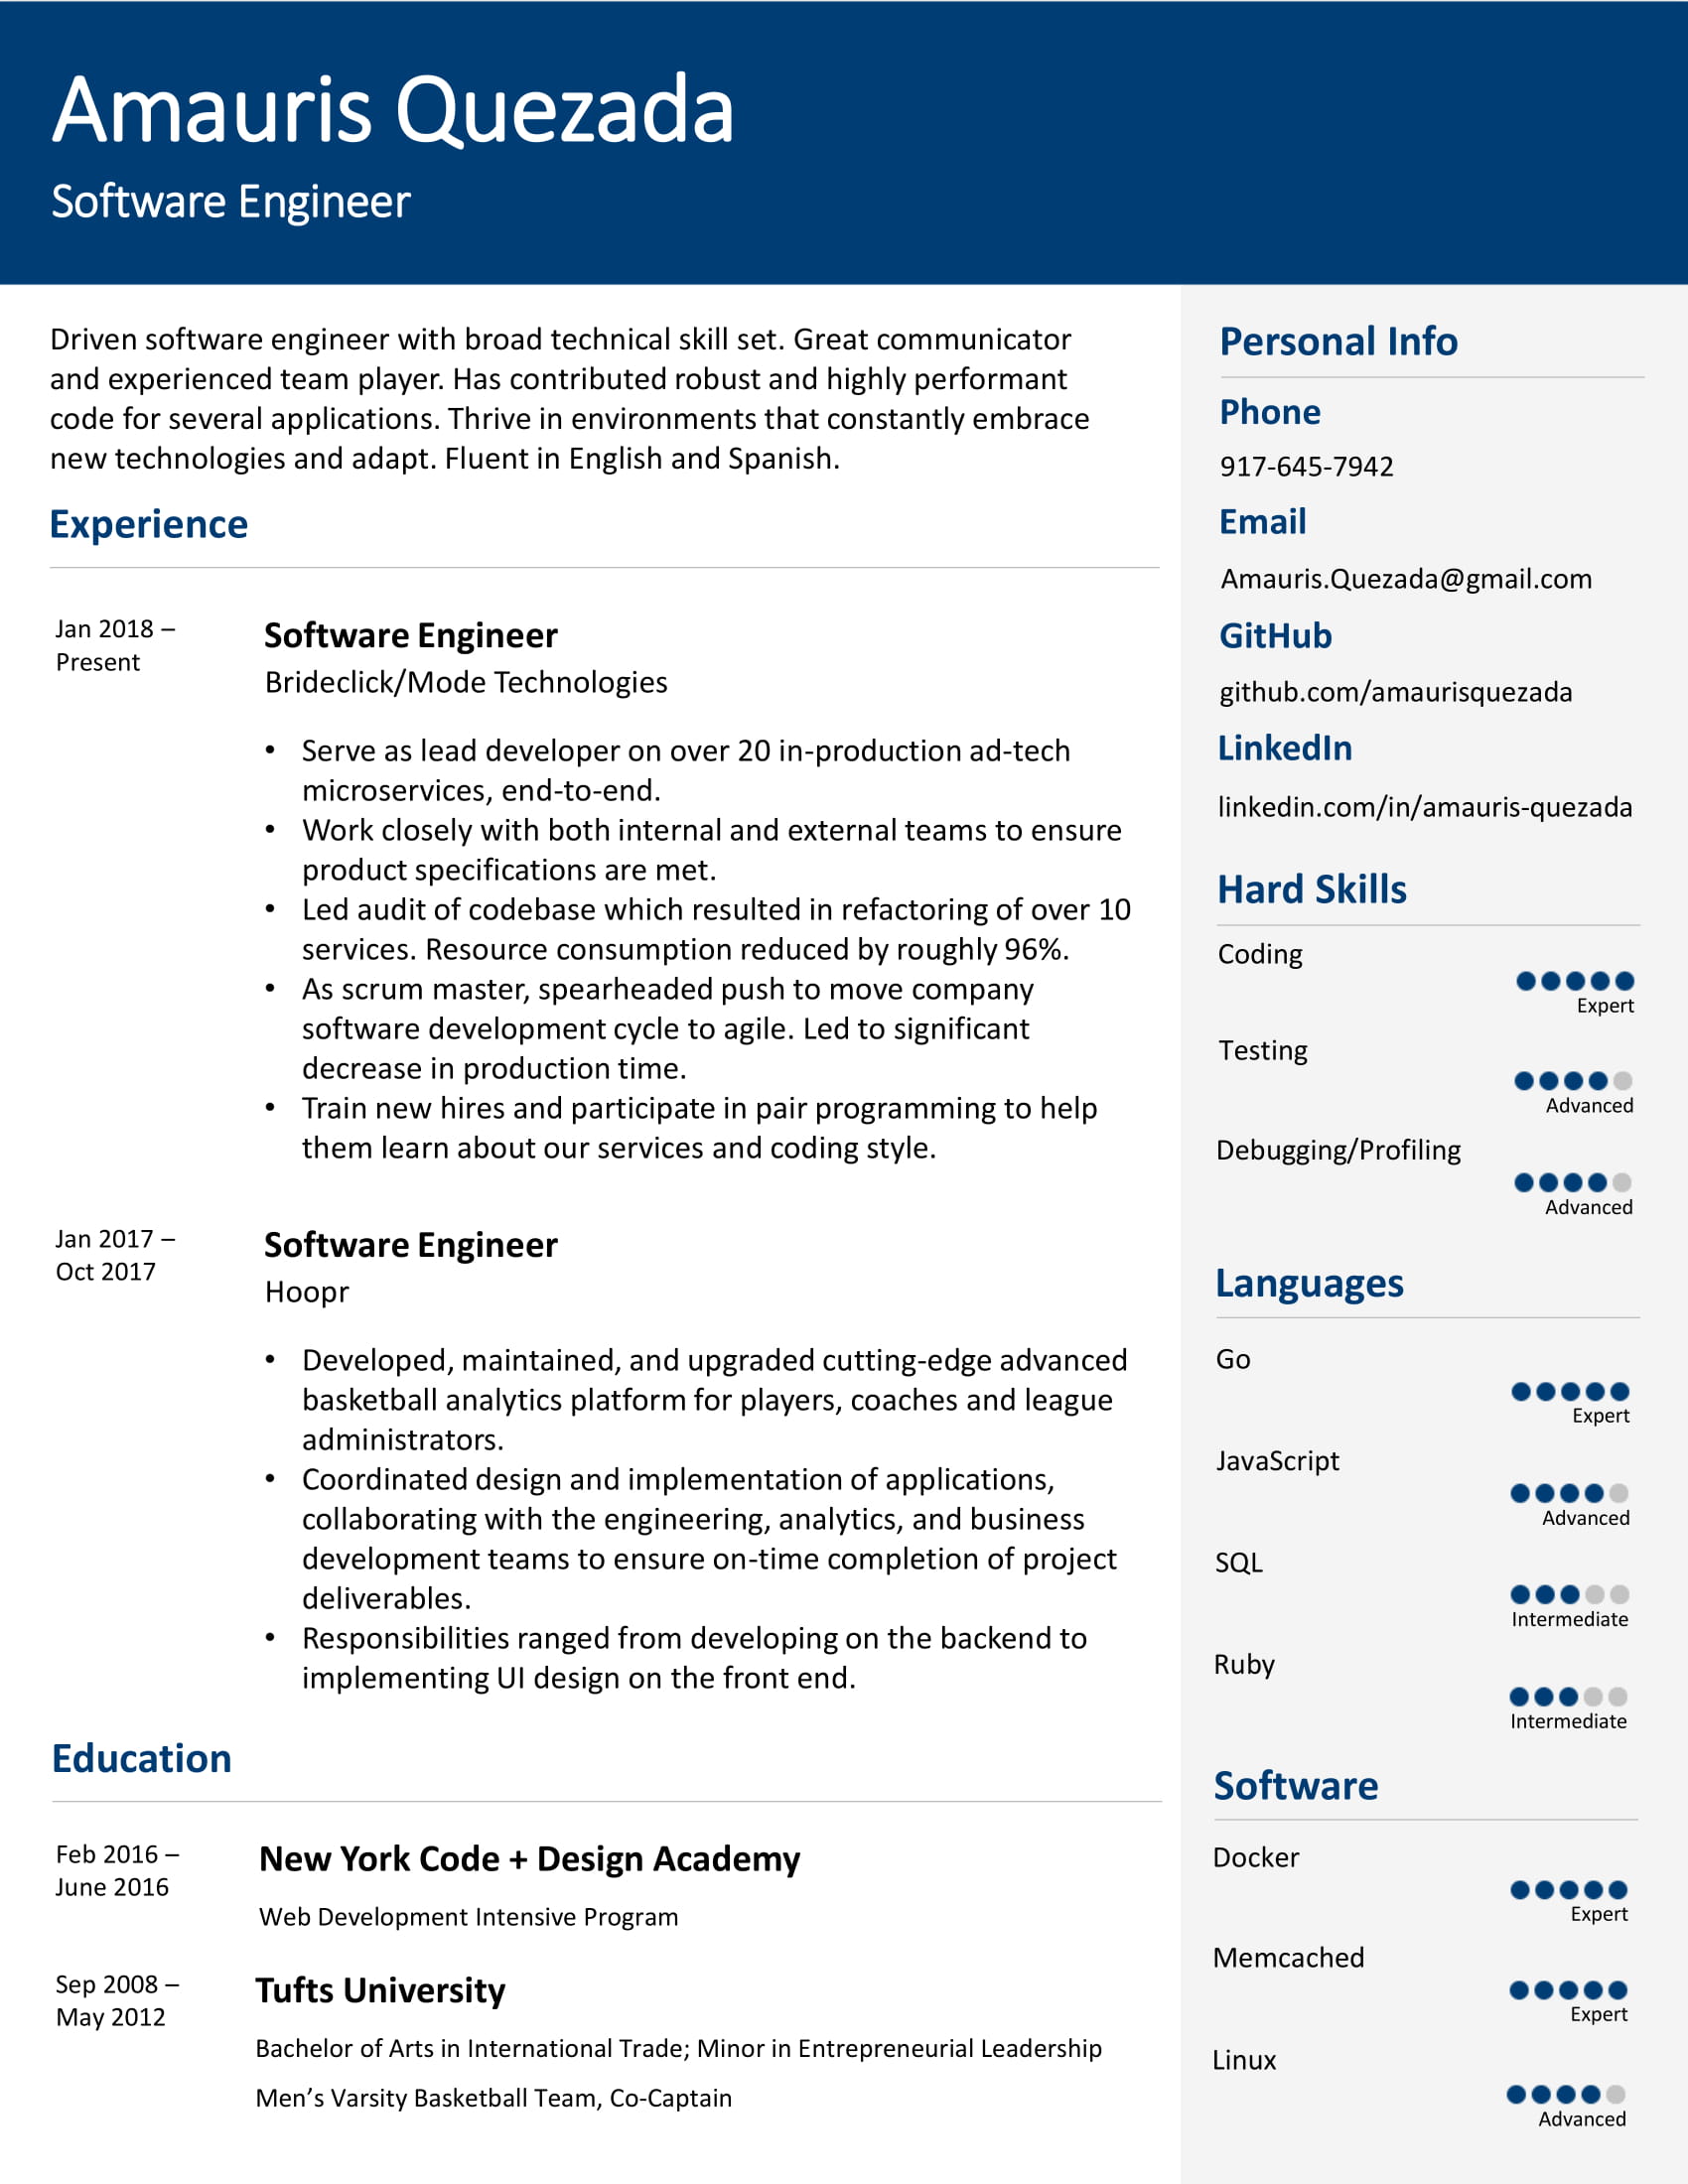 Amauris Quezada
Software Engineer
Driven software engineer with broad technical skill set. Great communicator
and experienced team player. Has contributed robust and highly performant
code for several applications. Thrive in environments that constantly embrace
new technologies and adapt. Fluent in English and Spanish.
Experience
Jan 2018 –
Present
Software Engineer
Brideclick/Mode Technologies
• Serve as lead developer on over 20 in-production ad-tech
microservices, end-to-end.
• Work closely with both internal and external teams to ensure
product specifications are met.
• Led audit of codebase which resulted in refactoring of over 10
services. Resource consumption reduced by roughly 96%.
• As scrum master, spearheaded push to move company
software development cycle to agile. Led to significant
decrease in production time.
• Train new hires and participate in pair programming to help
them learn about our services and coding style.
Jan 2017 –
Oct 2017
Software Engineer
Hoopr
• Developed, maintained, and upgraded cutting-edge advanced
basketball analytics platform for players, coaches and league
administrators.
• Coordinated design and implementation of applications,
collaborating with the engineering, analytics, and business
development teams to ensure on-time completion of project
deliverables.
• Responsibilities ranged from developing on the backend to
implementing UI design on the front end.
Education
Feb 2016 –
June 2016
New York Code + Design Academy
Web Development Intensive Program
Sep 2008 –
May 2012
Tufts University
Bachelor of Arts in International Trade; Minor in Entrepreneurial Leadership
Men’s Varsity Basketball Team, Co-Captain
Personal Info
Phone
917-645-7942
Email
Amauris.Quezada@gmail.com
GitHub
github.com/amaurisquezada
LinkedIn
linkedin.com/in/amauris-quezada
Hard Skills
Coding
Expert
Testing
Advanced
Debugging/Profiling
Advanced
Languages
Go
Expert
JavaScript
Advanced
SQL
Intermediate
Ruby
Intermediate
Software
Docker
Expert
Memcached
Expert
Linux
Advanced